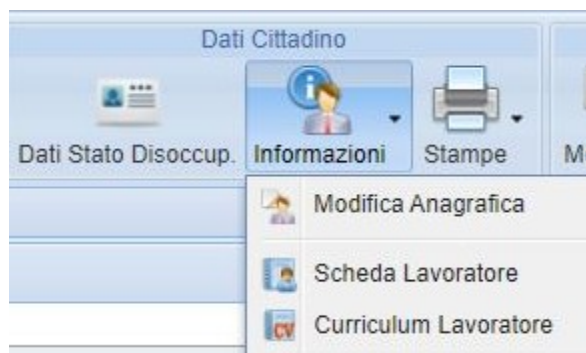 Dati Cittadino
Dati Stato Disoccup.
Informazioni
Stampe
Modifica Anagrafica
Scheda Lavoratore
CV
Curriculum Lavoratore